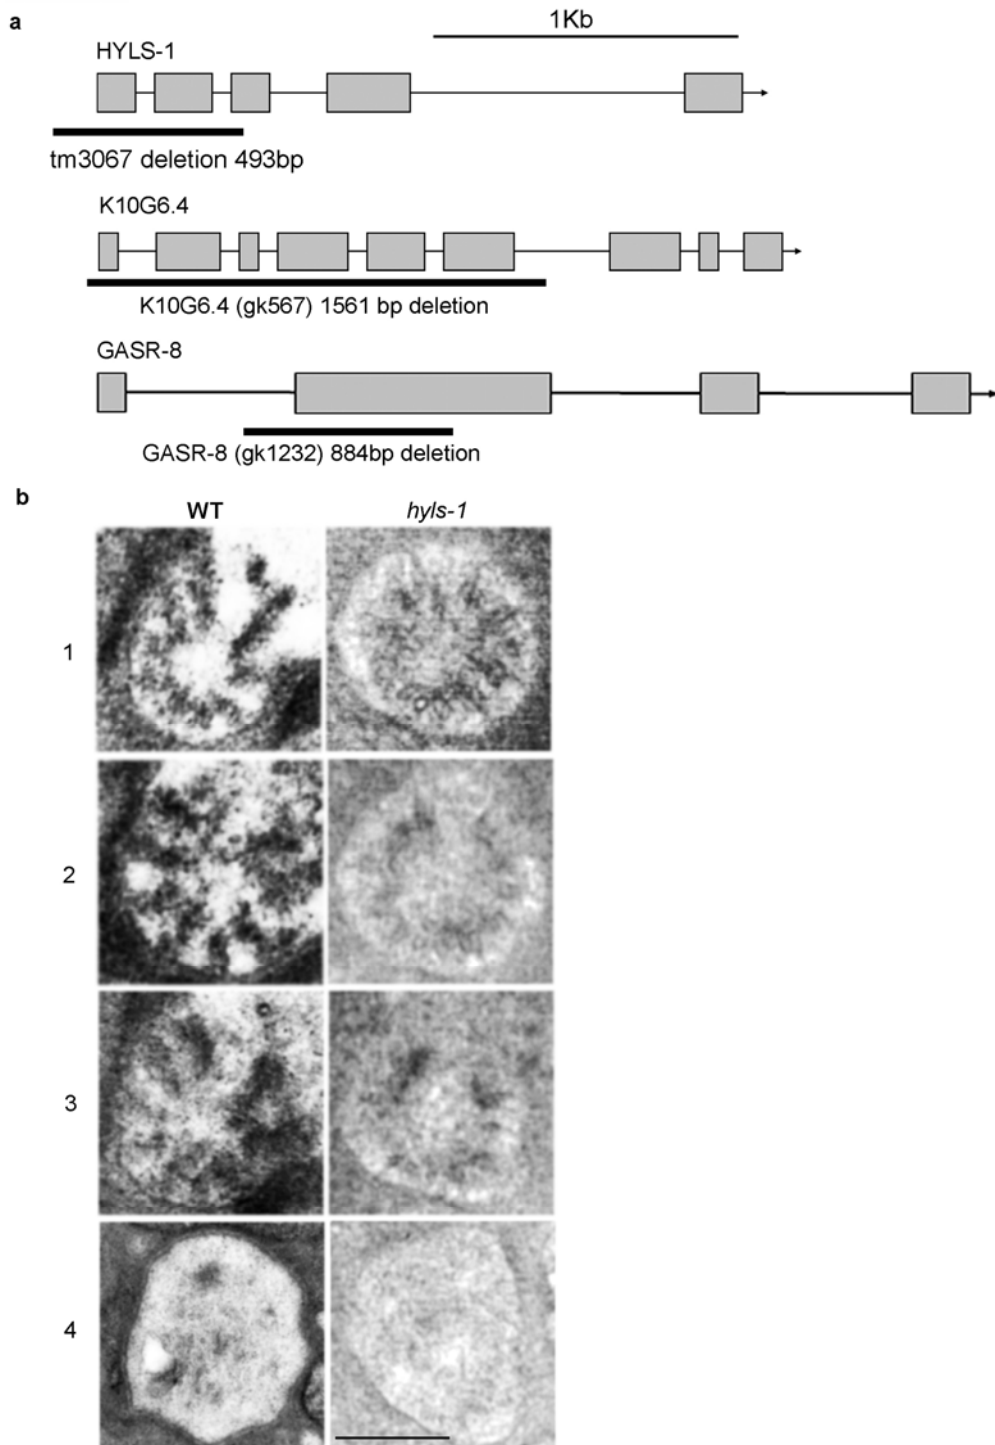 a
1Kb
HYLS-1
tm3067 deletion 493bp
K10G6.4
K10G6.4 (gk567) 1561 bp deletion
GASR-8
GASR-8 (gk1232) 884bp deletion
b
WT hyls-1
1
2
3
4